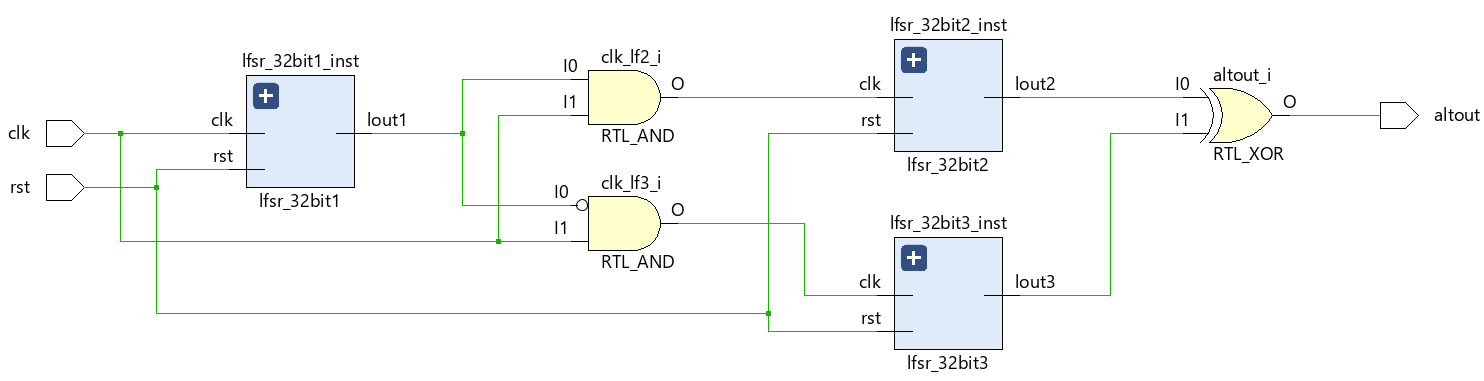 clk
rst
lfsr_32bit1_inst
clk
rst
lout1
lfsr_32bit1
clk_lf2_i
I0
I1
O
RTL_AND
clk_lf3_i
I0
I1
O
RTL_AND
lfsr_32bit2_inst
clk
rst
lout2
lfsr_32bit2
lfsr_32bit3_inst
clk
rst
lout3
lfsr_32bit3
altout_i
I0
I1
O
RTL_XOR
altout